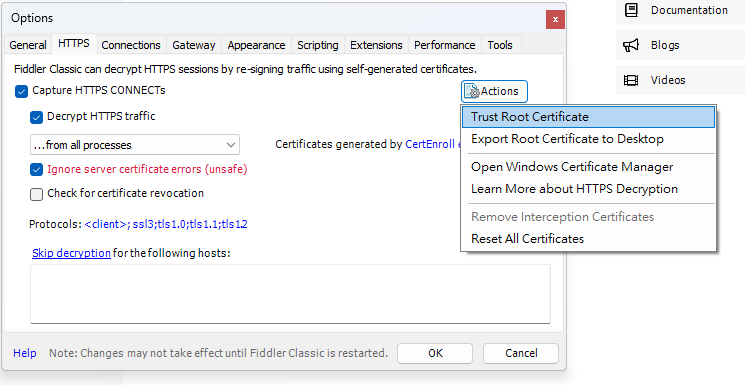 Options
x
General HTTPS Connections Gateway Appearance Scripting Extensions Performance Tools
Fiddler Classic can decrypt HTTPS sessions by re-signing traffic using self-generated certificates.
Capture HTTPS CONNECTs
Actions
Decrypt HTTPS traffic
...from all processes
Certificates generated by CertEnroll
Ignore server certificate errors (unsafe)
Check for certificate revocation
Protocols: <client>; ssl3;tls1.0;tls1.1;tls1.2
Skip decryption for the following hosts:
Trust Root Certificate
Export Root Certificate to Desktop
Open Windows Certificate Manager
Learn More about HTTPS Decryption
Remove Interception Certificates
Reset All Certificates
Help Note: Changes may not take effect until Fiddler Classic is restarted. OK Cancel
Documentation
Blogs
Videos